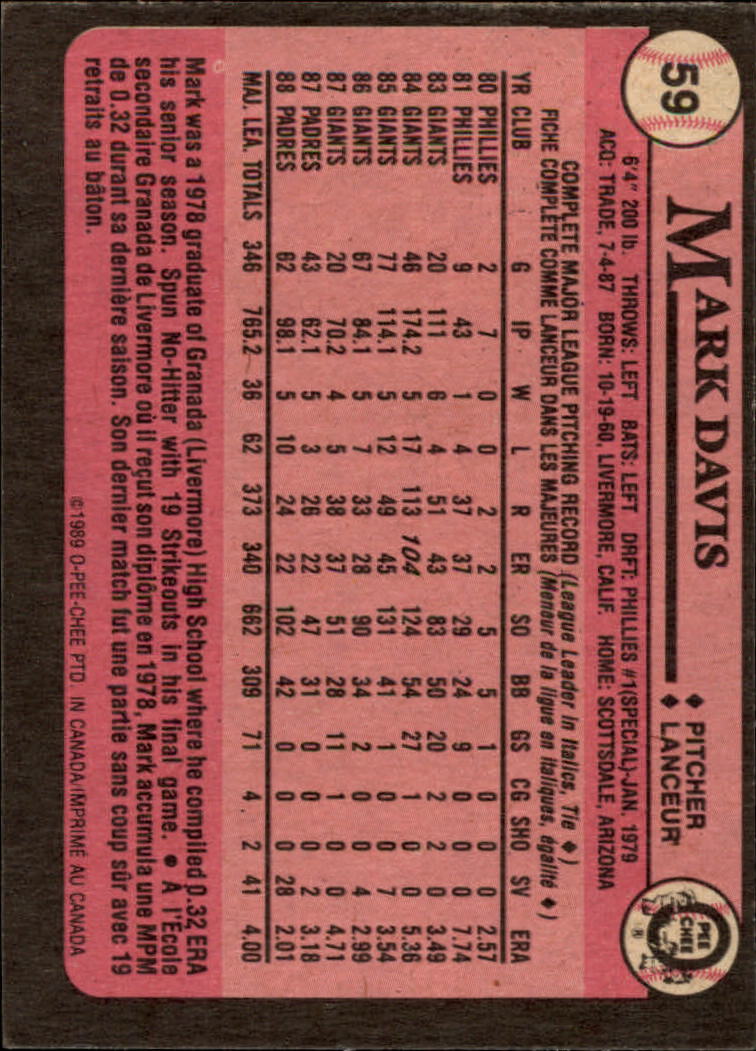 59
MARK DAVIS
♦ PITCHER
♦ LANCEUR
O PEE CHEE ®
6'4" 200 lb. THROWS: LEFT BATS: LEFT DRFT: PHILLIES #1(SPECIAL)-JAN. 1979
ACQ: TRADE, 7-4-87 BORN: 10-19-60, LIVERMORE, CALIF. HOME: SCOTTSDALE, ARIZONA
COMPLETE MAJOR LEAGUE PITCHING RECORD (League Leader in Italics, Tie ♦)
FICHE COMPLÈTE COMME LANCEUR DANS LES MAJEURES (Meneur de la ligue en italiques, égalité ♦)
YR CLUB G IP W L R ER SO BB GS CG SHO SV ERA
80 PHILLIES 2 7 0 0 2 2 5 5 1 0 0 0 2.57
81 PHILLIES 9 43 1 4 37 37 29 24 9 0 0 0 7.74
83 GIANTS 20 111 6 4 51 43 83 50 20 2 2 0 3.49
84 GIANTS 46 174.2 5 17 113 104 124 54 27 1 0 0 5.36
85 GIANTS 77 114.1 5 12 49 45 131 41 1 0 0 7 3.54
86 GIANTS 67 84.1 5 7 33 28 90 34 2 0 0 4 2.99
87 GIANTS 20 70.2 4 5 38 37 51 28 11 1 0 0 4.71
87 PADRES 43 62.1 5 3 26 22 47 31 0 0 0 2 3.18
88 PADRES 62 98.1 5 10 24 22 102 42 0 0 0 28 2.01
MAJ. LEA. TOTALS 346 765.2 36 62 373 340 662 309 71 4 2 41 4.00
Mark was a 1978 graduate of Granada (Livermore) High School where he compiled 0.32 ERA
his senior season. Spun No-Hitter with 19 Strikeouts in his final game. ● À l'École
secondaire Granada de Livermore où il reçut son diplôme en 1978, Mark accumula une MPM
de 0.32 durant sa dernière saison. Son dernier match fut une partie sans coup sûr avec 19
retraits au bâton.
©1989 O-PEE-CHEE PTD. IN CANADA/IMPRIMÉ AU CANADA